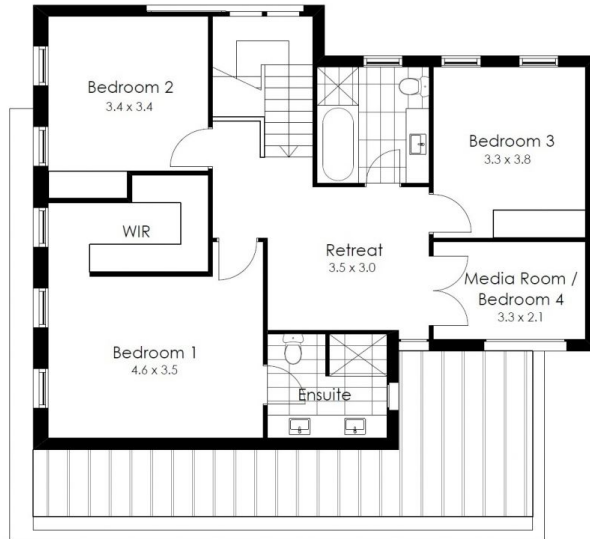 Bedroom 2
3.4 x 3.4
Bedroom 3
3.3 x 3.8
WIR
Retreat
3.5 x 3.0
Media Room /
Bedroom 4
3.3 x 2.1
Bedroom 1
4.6 x 3.5
Ensuite